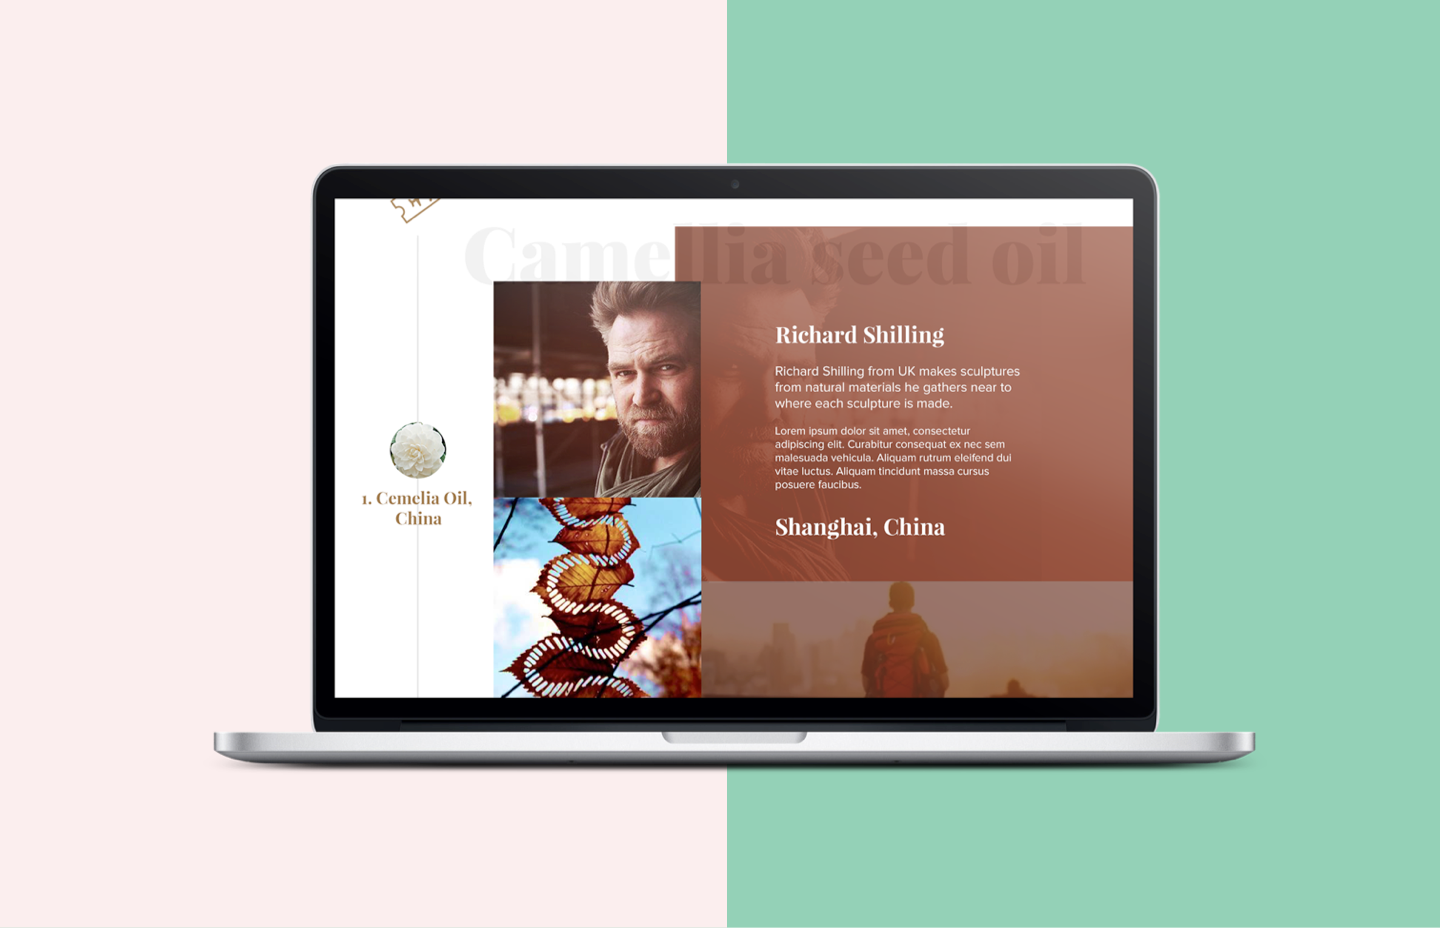 Camellia seed oil
Richard Shilling
Richard Shilling from UK makes sculptures
from natural materials he gathers near to
where each sculpture is made.
Lorem ipsum dolor sit amet, consectetur
adipiscing elit. Curabitur consequat ex nec sem
malesuada vehicula. Aliquam rutrum eleifend dui
vitae luctus. Aliquam tincidunt massa cursus
posuere faucibus.
1. Cemelia Oil,
China
Shanghai, China